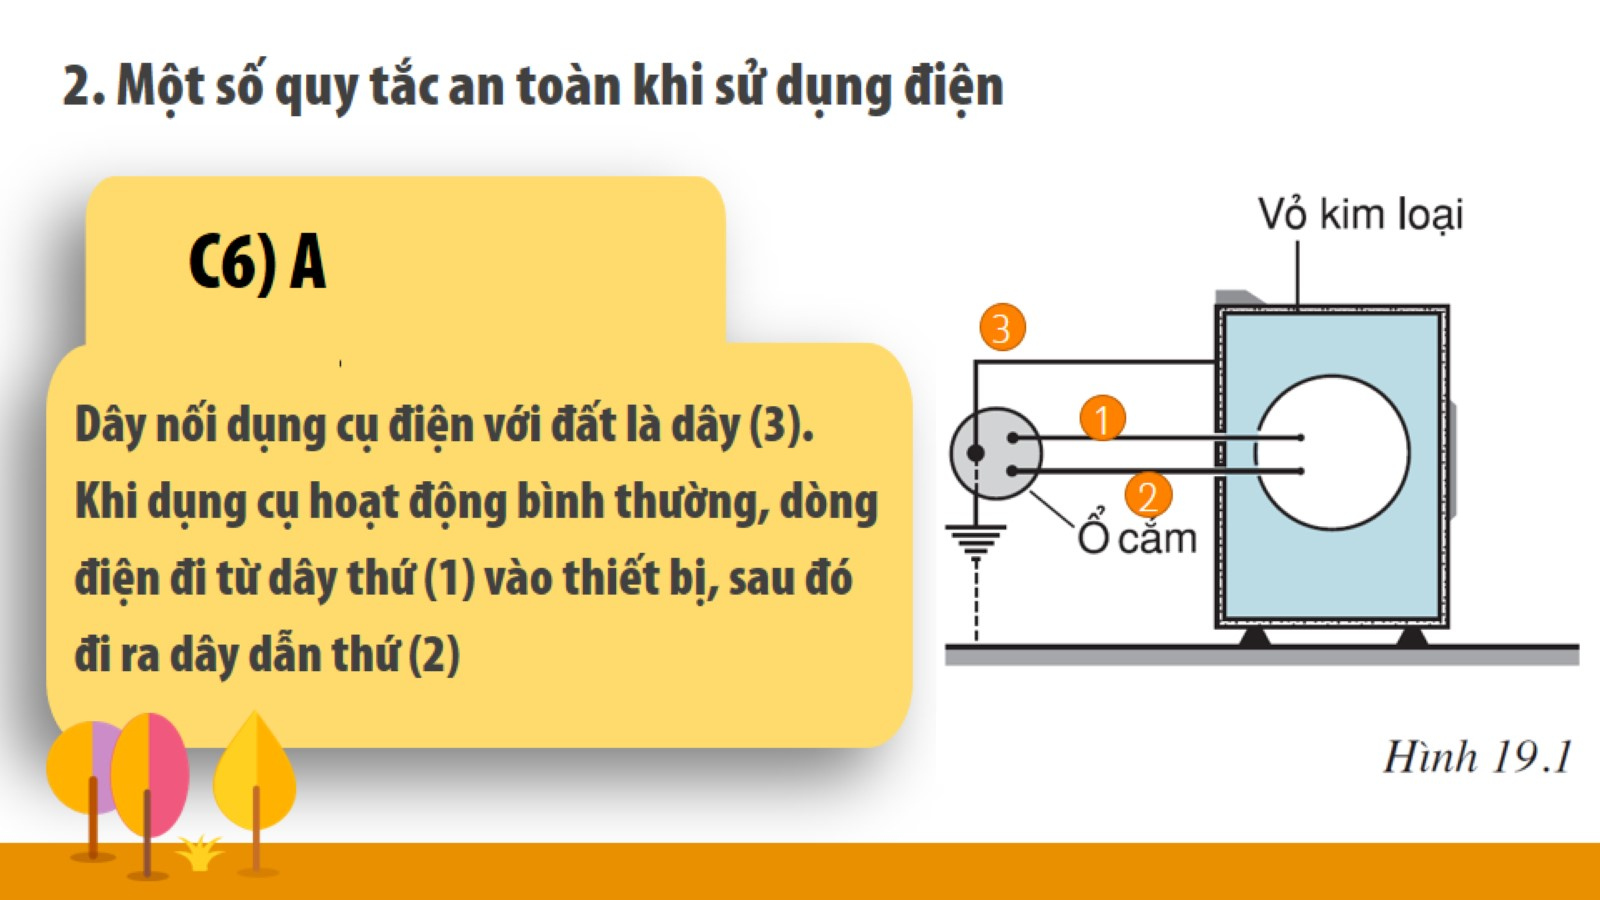 2. Một số quy tắc an toàn khi sử dụng điện
C6) A
Dây nối dụng cụ điện với đất là dây (3).
Khi dụng cụ hoạt động bình thường, dòng
điện đi từ dây thứ (1) vào thiết bị, sau đó
đi ra dây dẫn thứ (2)
Vỏ kim loại
3
1
2
Ổ cắm
Hình 19.1